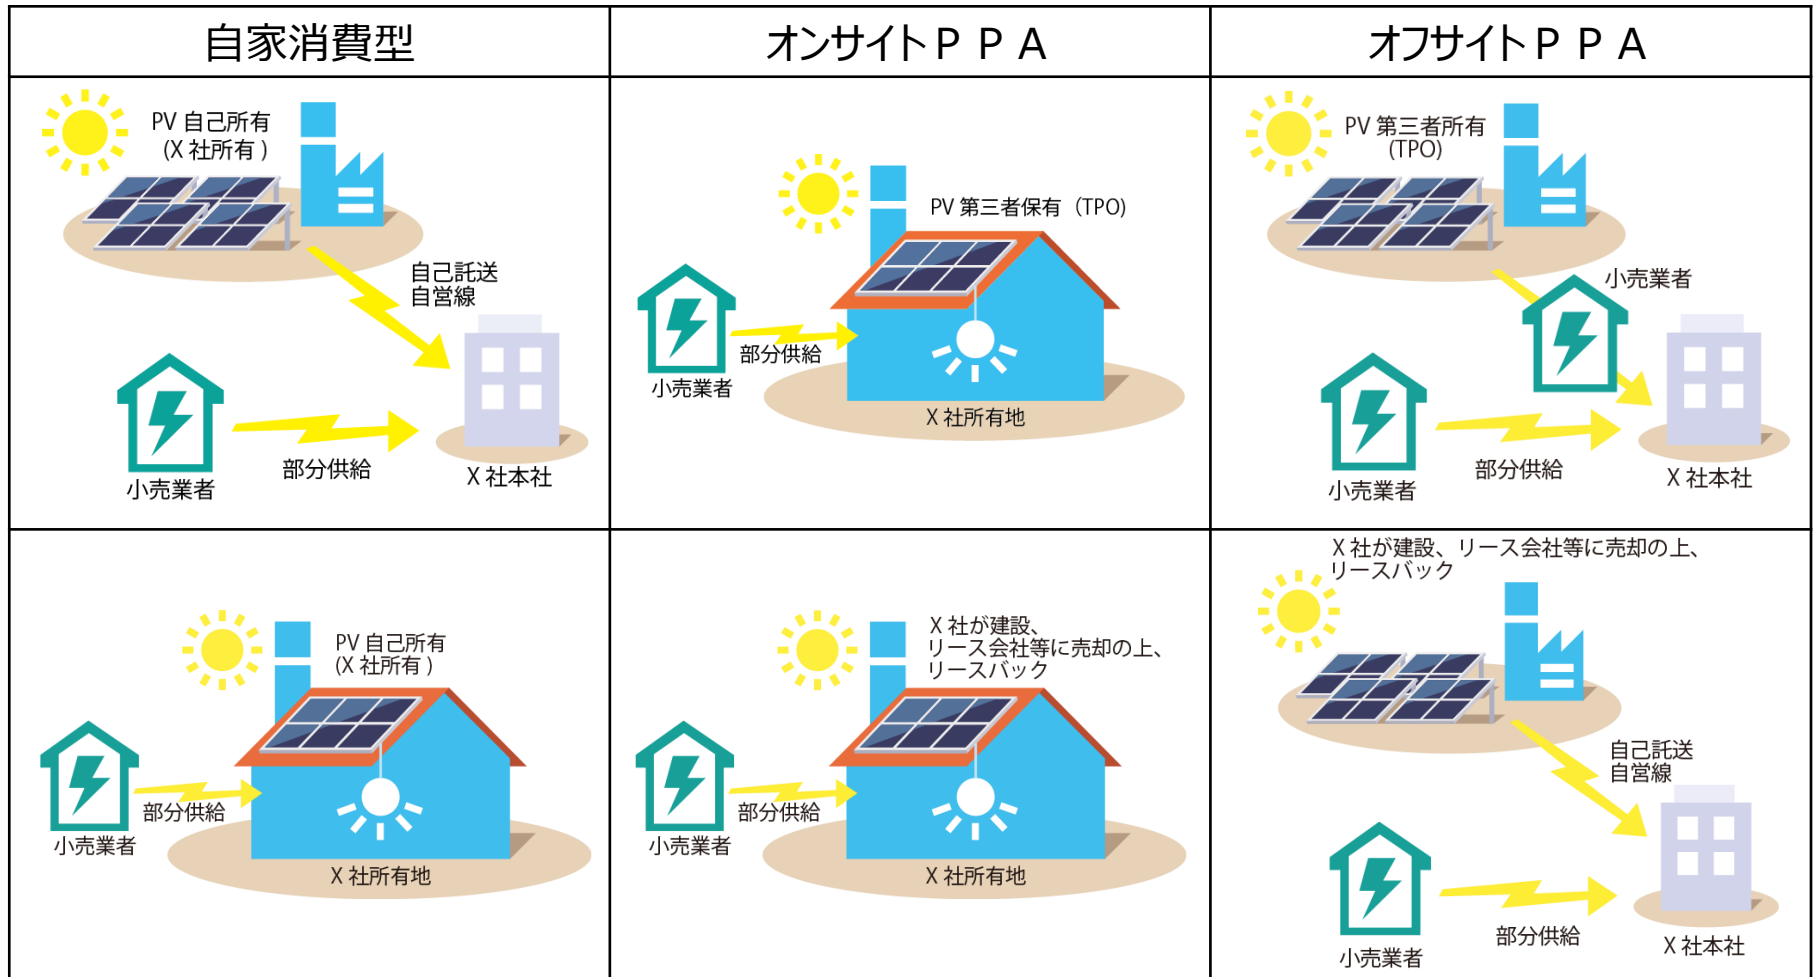 自家消費型
オンサイトＰＰＡ
オフサイトＰＰＡ
PV 自己所有
(X 社所有 )
自己託送
自営線
小売業者
部分供給
X 社本社
PV 第三者保有（TPO)
小売業者
部分供給
X 社所有地
PV 第三者所有
(TPO)
小売業者
小売業者
部分供給
X 社本社
PV 自己所有
(X 社所有 )
小売業者
部分供給
X 社所有地
X 社が建設、
リース会社等に売却の上、
リースバック
小売業者
部分供給
X 社所有地
X 社が建設、リース会社等に売却の上、
リースバック
自己託送
自営線
小売業者
部分供給
X 社本社